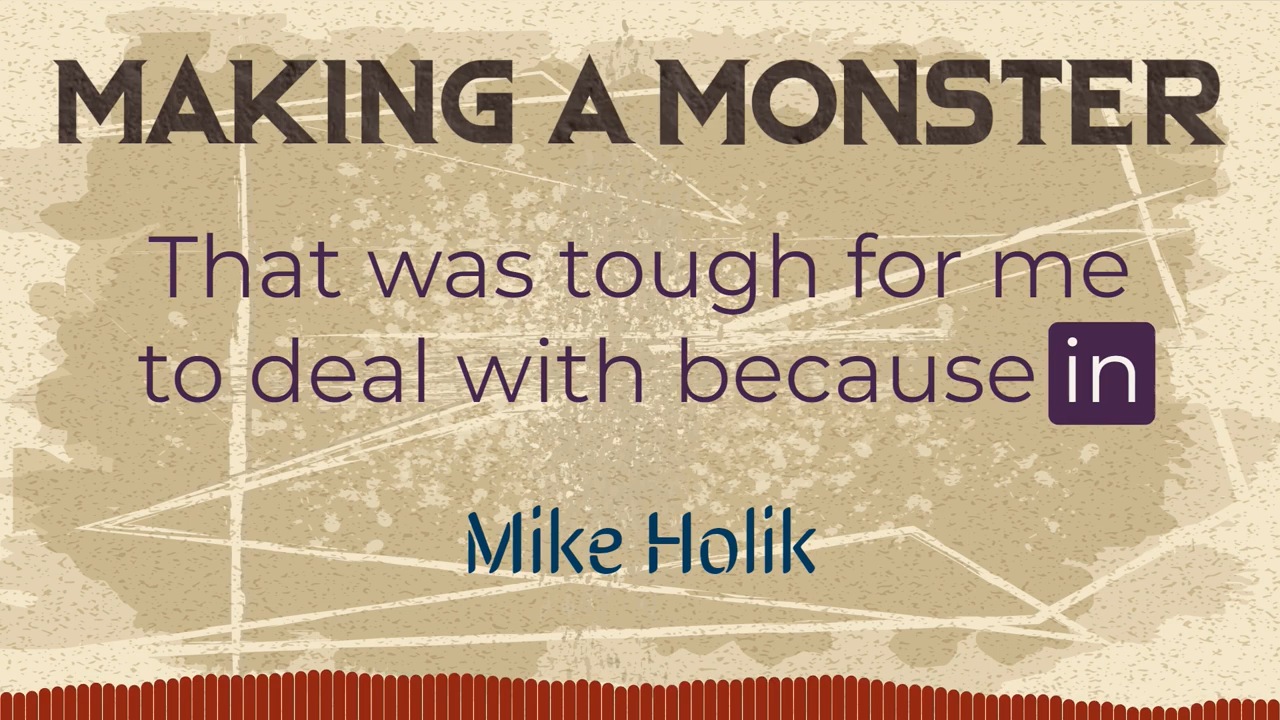 MAKING A MONSTER
That was tough for me
to deal with because in
Mike Holik